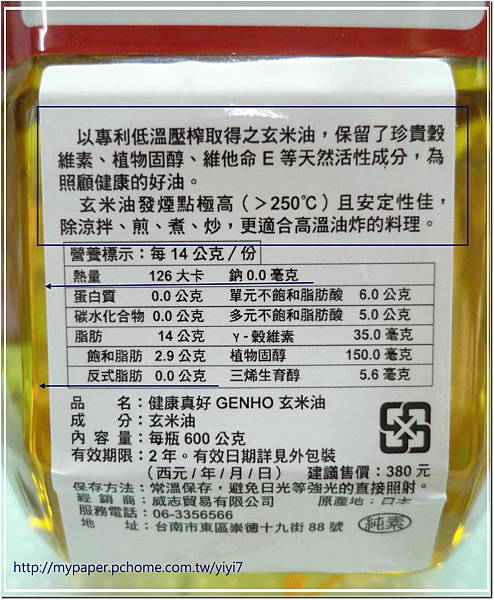 以專利低溫壓榨取得之玄米油，保留了珍貴穀
維素、植物固醇、維他命 E 等天然活性成分，為
照顧健康的好油。
玄米油發煙點極高（＞250℃）且安定性佳，
除涼拌、煎、煮、炒，更適合高溫油炸的料理。
營養標示：每 14 公克／份
熱量 126 大卡 鈉 0.0 毫克
蛋白質 0.0 公克 單元不飽和脂肪酸 6.0 公克
碳水化合物 0.0 公克 多元不飽和脂肪酸 5.0 公克
脂肪 14 公克 γ-穀維素 35.0 毫克
飽和脂肪 2.9 公克 植物固醇 150.0 毫克
反式脂肪 0.0 公克 三烯生育醇 5.6 毫克
品 名：健康真好 GENHO 玄米油
成 分：玄米油
內 容 量：每瓶 600 公克
有效期限：2 年。有效日期詳見外包裝
（西元／年／月／日） 建議售價：380 元
保存方法：常溫保存，避免日光等強光的直接照射。
經 銷 商：威志貿易有限公司 原產地：日本
服務電話：06-3356566
地 址：台南市東區崇德十九街 88 號
純素
http://mypaper.pchome.com.tw/yiyi7